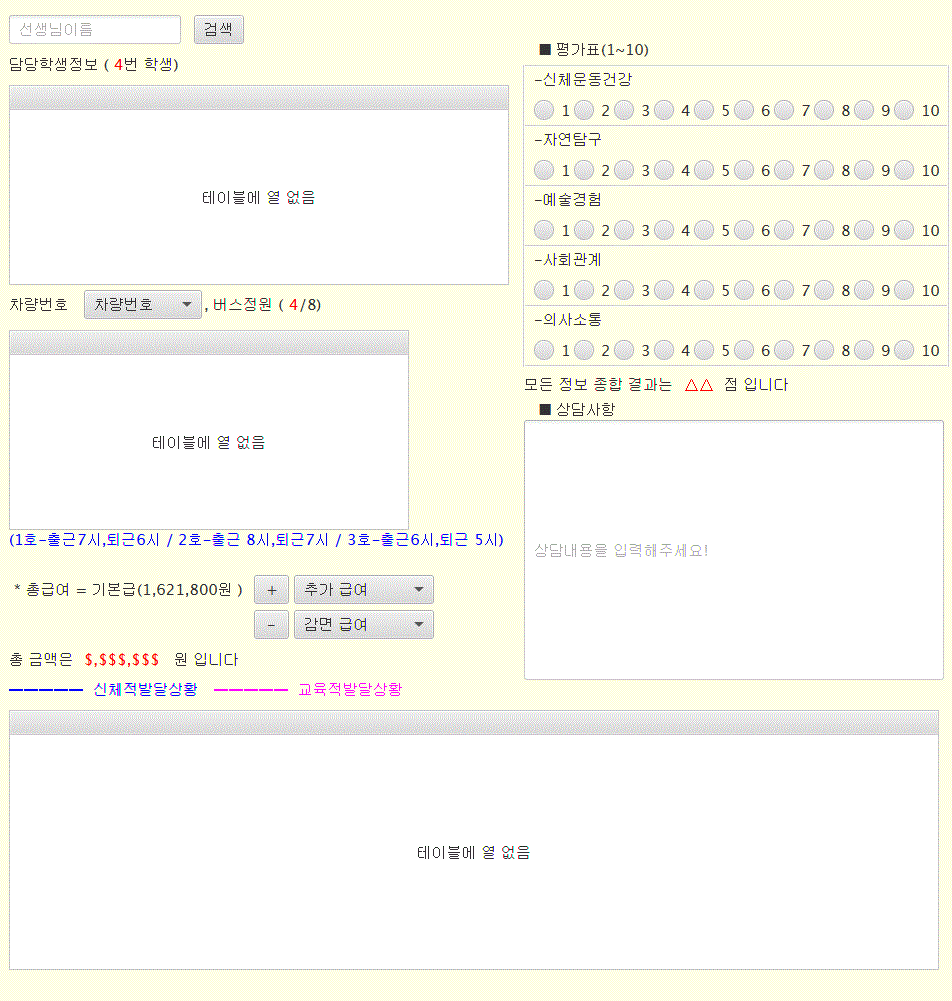 선생님이름 검색
담당학생정보 ( 4번 학생)
테이블에 열 없음
차량번호 차량번호 , 버스정원 ( 4/8)
테이블에 열 없음
(1호-출근7시,퇴근6시 / 2호-출근 8시,퇴근7시 / 3호-출근6시,퇴근 5시)
* 총급여 = 기본급(1,621,800원 ) + 추가 급여
- 감면 급여
총 금액은 $,$$$,$$$ 원 입니다
━━━━━ 신체적발달상황 ━━━━━ 교육적발달상황
■ 평가표(1~10)
-신체운동건강
1 2 3 4 5 6 7 8 9 10
-자연탐구
1 2 3 4 5 6 7 8 9 10
-예술경험
1 2 3 4 5 6 7 8 9 10
-사회관계
1 2 3 4 5 6 7 8 9 10
-의사소통
1 2 3 4 5 6 7 8 9 10
모든 정보 종합 결과는 △△ 점 입니다
■ 상담사항
상담내용을 입력해주세요!
테이블에 열 없음